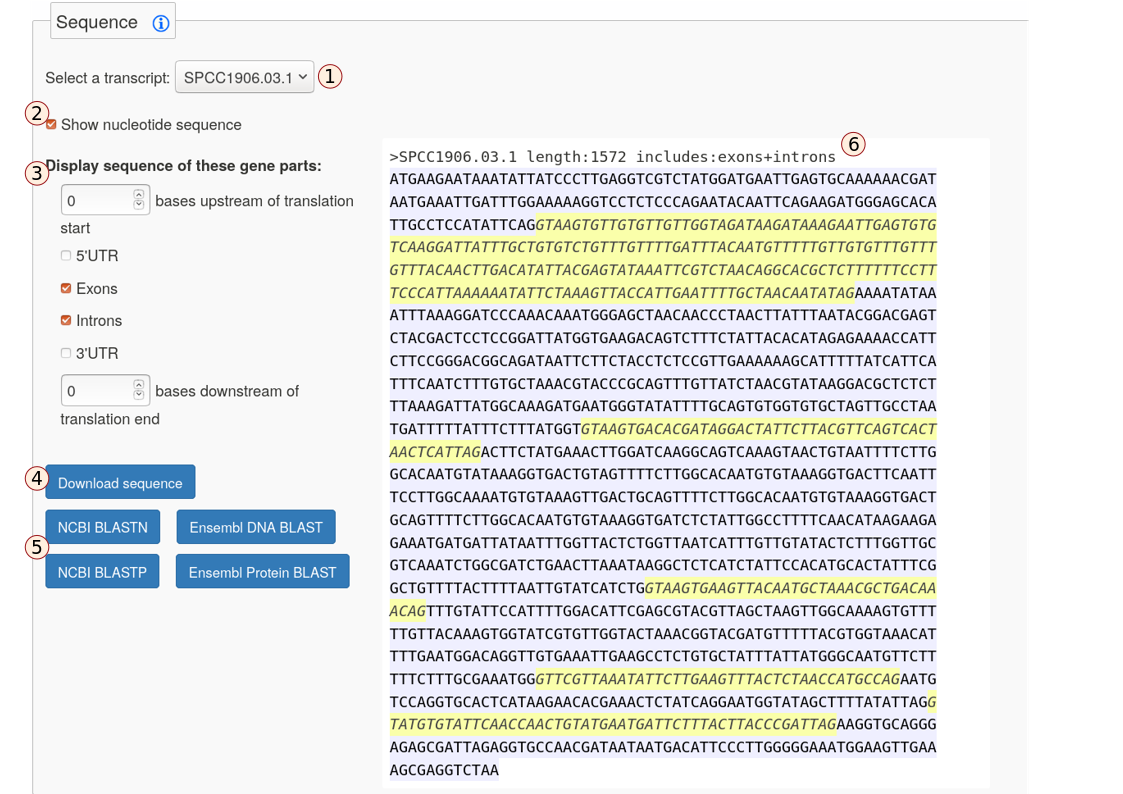 Sequence
Select a transcript: SPCC1906.03.1 1
2
Show nucleotide sequence
3
Display sequence of these gene parts:
0 bases upstream of translation
start
5'UTR
Exons
Introns
3'UTR
0 bases downstream of
translation end
4
Download sequence
NCBI BLASTN Ensembl DNA BLAST
5
NCBI BLASTP Ensembl Protein BLAST
6
>SPCC1906.03.1 length:1572 includes:exons+introns
ATGAAGAATAAATATTATCCCTTGAGGTCGTCTATGGATGAATTGAGTGCAAAAAACGAT
AATGAAATTGATTTGGAAAAAGGTCCTCTCCCAGAATACAATTCAGAAGATGGGAGCACA
TTGCCTCCATATTCAGGTAAGTGTTGTGTTGTTGGTAGATAAGATAAAGAATTGAGTGTG
TCAAGGATTATTTGCTGTGTCTGTTTGTTTTGATTTACAATGTTTTTGTTGTGTTTGTTT
GTTTACAACTTGACATATTACGAGTATAAATTCGTCTAACAGGCACGCTCTTTTTTCCTT
TCCCATTAAAAAATATTCTAAAGTTACCATTGAATTTTGCTAACAATATAGAAAATATAA
ATTTAAAGGATCCCAAACAAATGGGAGCTAACAACCCTAACTTATTTAATACGGACGAGT
CTACGACTCCTCCGGATTATGGTGAAGACAGTCTTTCTATTACACATAGAGAAAACCATT
CTTCCGGGACGGCAGATAATTCTTCTACCTCTCCGTTGAAAAAAGCATTTTTATCATTCA
TTTCAATCTTTGTGCTAAACGTACCCGCAGTTTGTTATCTAACGTATAAGGACGCTCTCT
TTAAAGATTATGGCAAAGATGAATGGGTATATTTTGCAGTGTGGTGTGCTAGTTGCCTAA
TGATTTTTATTTCTTTATGGTGTAAGTGACACGATAGGACTATTCTTACGTTCAGTCACT
AACTCATTAGACTTCTATGAAACTTGGATCAAGGCAGTCAAAGTAACTGTAATTTTCTTG
GCACAATGTATAAAGGTGACTGTAGTTTTCTTGGCACAATGTGTAAAGGTGACTTCAATT
TCCTTGGCAAAATGTGTAAAGTTGACTGCAGTTTTCTTGGCACAATGTGTAAAGGTGACT
GCAGTTTTCTTGGCACAATGTGTAAAGGTGATCTCTATTGGCCTTTTCAACATAAGAAGA
GAAATGATGATTATAATTTGGTTACTCTGGTTAATCATTTGTTGTATACTCTTTGGTTGC
GTCAAATCTGGCGATCTGAACTTAAATAAGGCTCTCATCTATTCCACATGCACTATTTCG
GCTGTTTTACTTTTAATTGTATCATCTGGTAAGTGAAGTTACAATGCTAAACGCTGACAA
ACAGTTTGTATTCCATTTTGGACATTCGAGCGTACGTTAGCTAAGTTGGCAAAAGTGTTT
TTGTTACAAAGTGGTATCGTGTTGGTACTAAACGGTACGATGTTTTTACGTGGTAAACAT
TTTGAATGGACAGGTTGTGAAATTGAAGCCTCTGTGCTATTTATTATGGGCAATGTTCTT
TTTCTTTGCGAAATGGGTTCGTTAAATATTCTTGAAGTTTACTCTAACCATGCCAGAATG
TCCAGGTGCACTCATAAGAACACGAAACTCTATCAGGAATGGTATAGCTTTTATATTAGG
TATGTGTATTCAACCAACTGTATGAATGATTCTTTACTTACCCGATTAGAAGGTGCAGGG
AGAGCGATTAGAGGTGCCAACGATAATAATGACATTCCCTTGGGGGAAATGGAAGTTGAA
AGCGAGGTCTAA